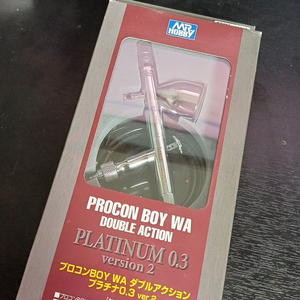 MR. HOBBY
PROCON BOY WA
DOUBLE ACTION
PLATINUM 0.3
version 2
プロコンBOY WA ダブルアクション
プラチナ0.3 ver.2